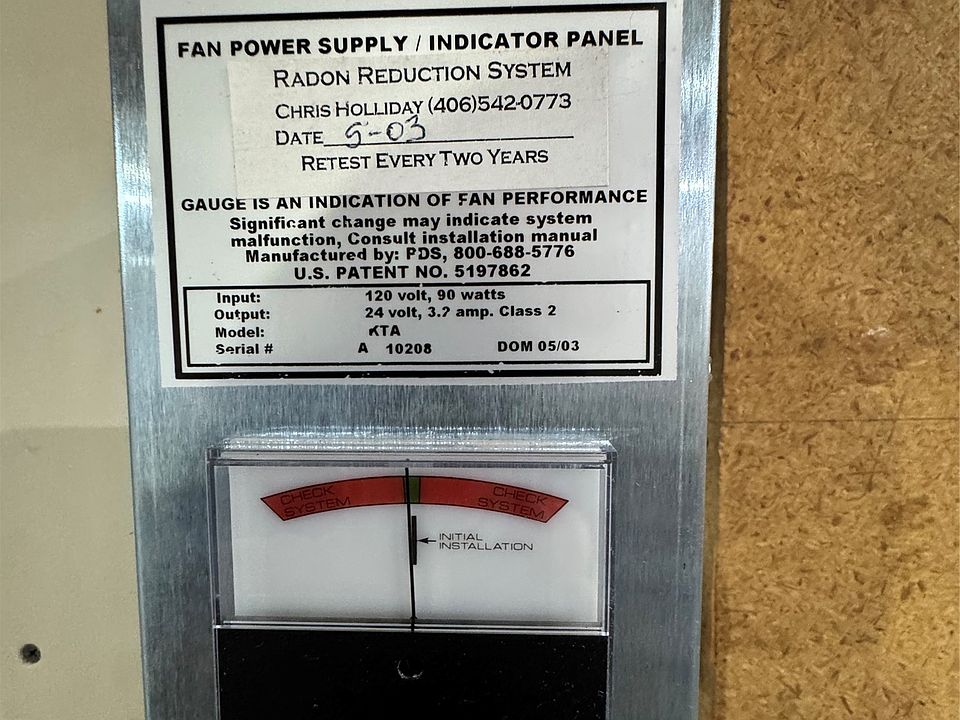 FAN POWER SUPPLY / INDICATOR PANEL
RADON REDUCTION SYSTEM
CHRIS HOLLIDAY (406)542-0773
DATE 5-03
RETEST EVERY TWO YEARS
GAUGE IS AN INDICATION OF FAN PERFORMANCE
Significant change may indicate system
malfunction, Consult installation manual
Manufactured by: PDS, 800-688-5776
U.S. PATENT NO. 5197862
Input: 120 volt, 90 watts
Output: 24 volt, 3.2 amp. Class 2
Model: KTA
Serial # A 10208 DOM 05/03
CHECK SYSTEM
CHECK SYSTEM
INITIAL
INSTALLATION